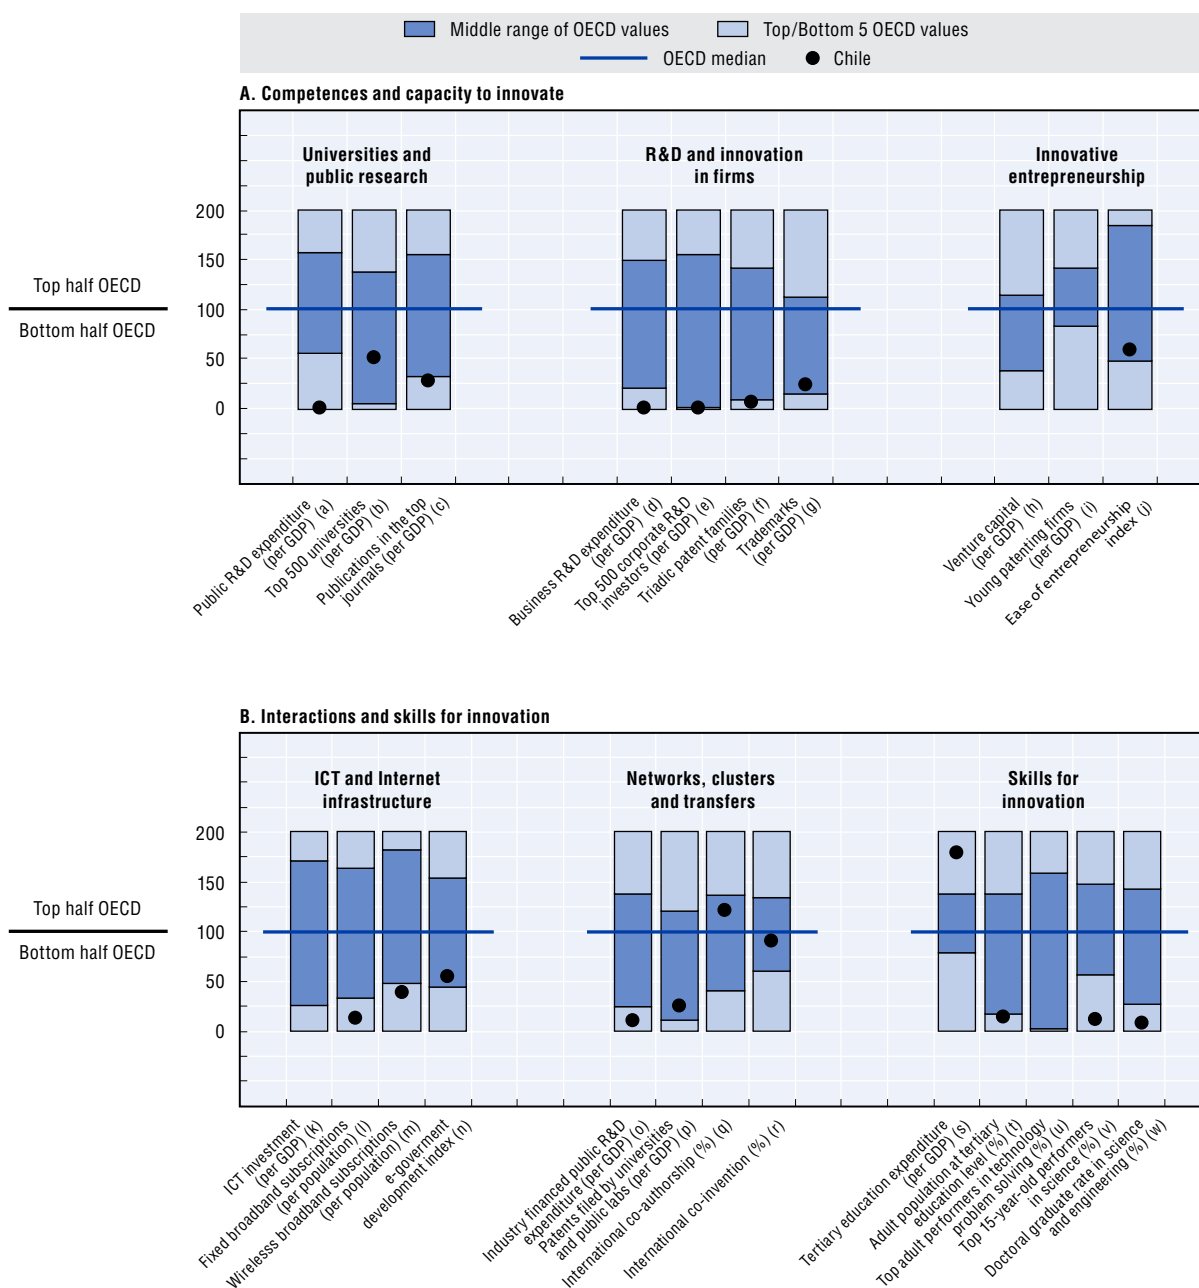 Middle range of OECD values
Top/Bottom 5 OECD values
OECD median
Chile
A. Competences and capacity to innovate
Universities and
public research
R&D and innovation
in firms
Innovative
entrepreneurship
200
150
100
50
0
Top half OECD
Bottom half OECD
Public R&D expenditure
(per GDP) (a)
Top 500 universities
(per GDP) (b)
Publications in the top
journals (per GDP) (c)
Business R&D expenditure
(per GDP) (d)
Top 500 corporate R&D
investors (per GDP) (e)
Triadic patent families
(per GDP) (f)
Trademarks
(per GDP) (g)
Venture capital
(per GDP) (h)
Young patenting firms
(per GDP) (i)
Ease of entrepreneurship
index (j)
B. Interactions and skills for innovation
ICT and Internet
infrastructure
Networks, clusters
and transfers
Skills for
innovation
200
150
100
50
0
Top half OECD
Bottom half OECD
ICT investment
(per GDP) (k)
Fixed broadband subscriptions
(per population) (l)
Wirelesss broadband subscriptions
(per population) (m)
e-goverment
development index (n)
Industry financed public R&D
expenditure (per GDP) (o)
Patents filed by universities
and public labs (per GDP) (p)
International co-authorship (%) (q)
International co-invention (%) (r)
Tertiary education expenditure
(per GDP) (s)
Adult population at tertiary
education level (%) (t)
Top adult performers in technology
problem solving (%) (u)
Top 15-year-old performers
in science (%) (v)
Doctoral graduate rate in science
and engineering (%) (w)